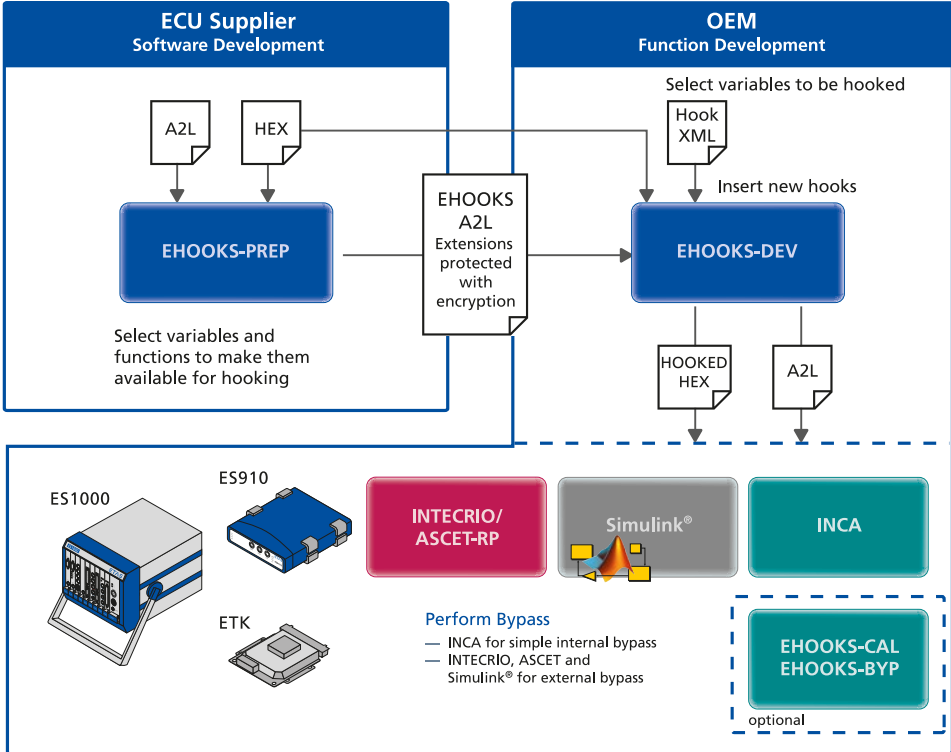 ECU Supplier
Software Development
OEM
Function Development
Select variables to be hooked
A2L
HEX
Hook
XML
Insert new hooks
EHOOKS-PREP
EHOOKS
A2L
Extensions
protected
with
encryption
EHOOKS-DEV
Select variables and
functions to make them
available for hooking
HOOKED
HEX
A2L
ES1000
ES910
ETK
INTECRIO/
ASCET-RP
Simulink®
INCA
Perform Bypass
— INCA for simple internal bypass
— INTECRIO, ASCET and
Simulink® for external bypass
EHOOKS-CAL
EHOOKS-BYP
optional